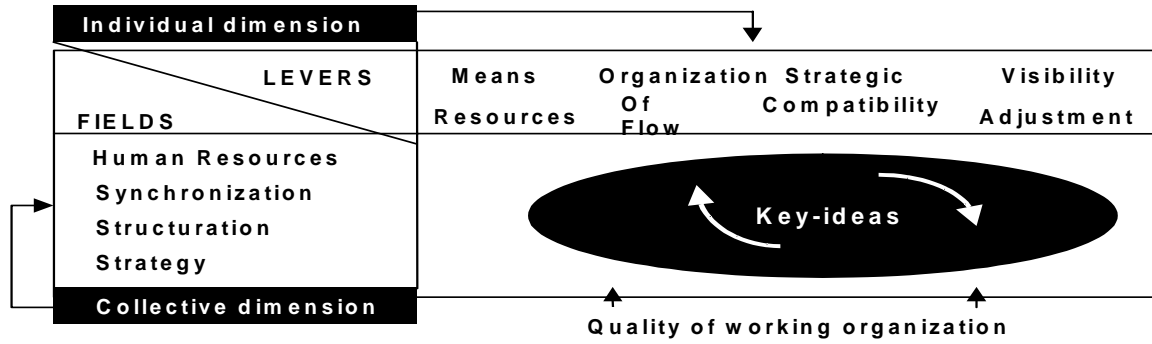 Individual dimension
LEVERS
FIELDS
Means
Resources
Organization
Of
Flow
Strategic
Compatibility
Visibility
Adjustment
Human Resources
Synchronization
Structuration
Strategy
Key-ideas
Collective dimension
Quality of working organization